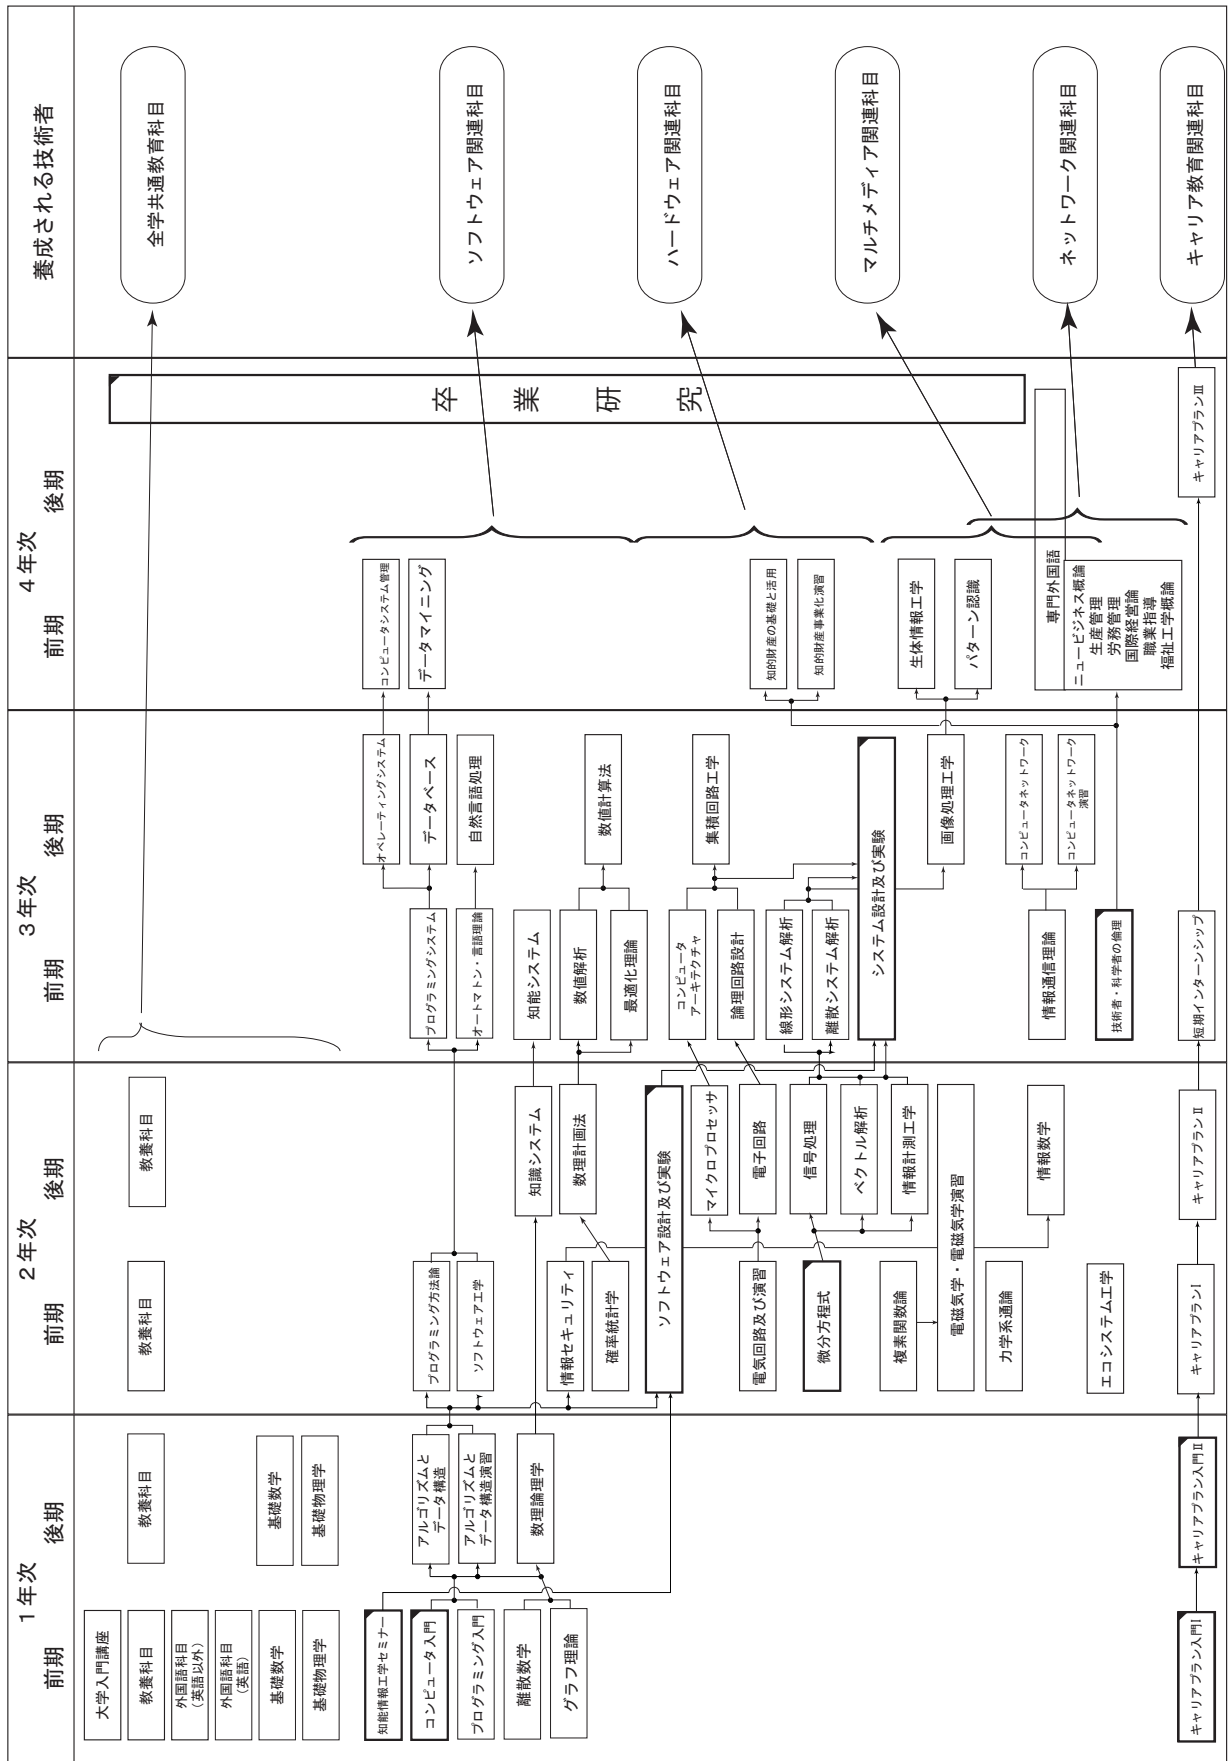 1年次
前期
後期
2年次
前期
後期
3年次
前期
後期
4年次
前期
後期
養成される技術者
大学入門講座
教養科目
外国語科目
（英語以外）
外国語科目
（英語）
基礎数学
基礎物理学
知能情報工学セミナー
コンピュータ入門
プログラミング入門
離散数学
グラフ理論
キャリアプラン入門Ⅰ
教養科目
基礎数学
基礎物理学
アルゴリズムと
データ構造
アルゴリズムと
データ構造演習
数理論理学
キャリアプラン入門Ⅱ
教養科目
プログラミング方法論
ソフトウェア工学
情報セキュリティ
確率統計学
ソフトウェア設計及び実験
電気回路及び演習
微分方程式
複素関数論
電磁気学・電磁気学演習
力学系通論
エコシステム工学
キャリアプランⅠ
教養科目
知識システム
数理計画法
マイクロプロセッサ
電子回路
信号処理
ベクトル解析
情報計測工学
情報数学
キャリアプランⅡ
プログラミングシステム
オートマトン・言語理論
知能システム
数値解析
最適化理論
コンピュータ
アーキテクチャ
論理回路設計
線形システム解析
離散システム解析
システム設計及び実験
情報通信理論
技術者・科学者の倫理
短期インターンシップ
オペレーティングシステム
データベース
自然言語処理
数値計算法
集積回路工学
画像処理工学
コンピュータネットワーク
コンピュータネットワーク
演習
コンピュータシステム管理
データマイニング
知的財産の基礎と活用
知的財産事業化演習
生体情報工学
パターン認識
専門外国語
ニュービジネス概論
生産管理
労務管理
国際経営論
職業指導
福祉工学概論
卒業研究
キャリアプランⅢ
全学共通教育科目
ソフトウェア関連科目
ハードウェア関連科目
マルチメディア関連科目
ネットワーク関連科目
キャリア教育関連科目